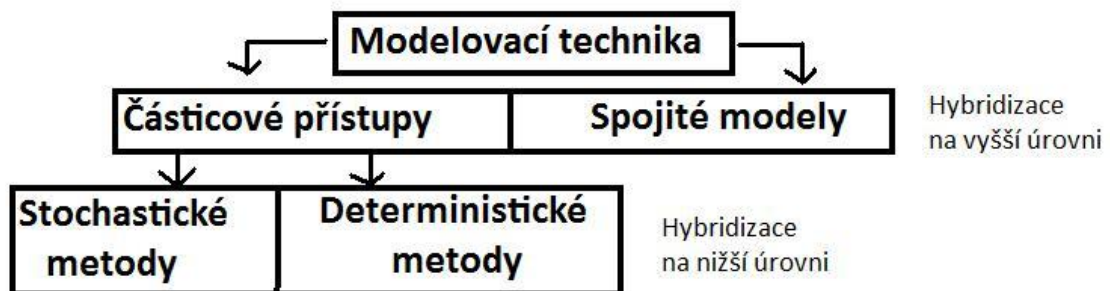 Modelovací technika
Částicové přístupy
Spojité modely
Hybridizace
na vyšší úrovni
Stochastické
metody
Deterministické
metody
Hybridizace
na nižší úrovni